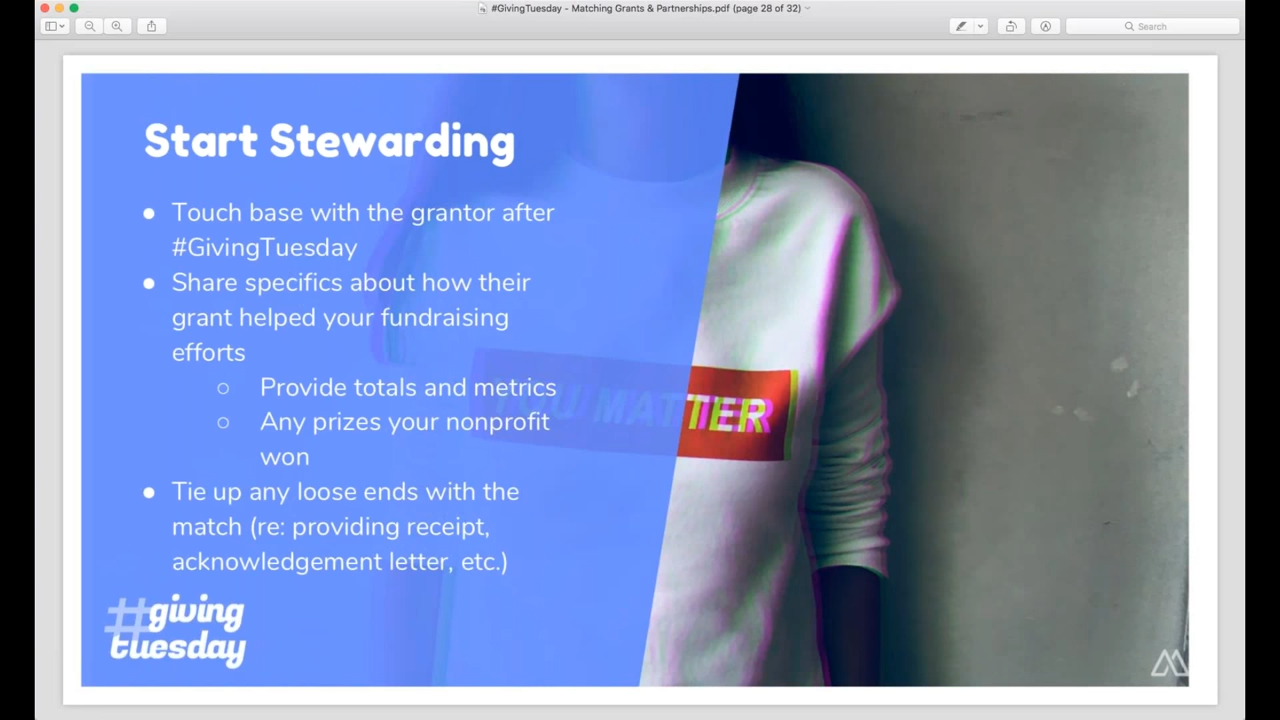 #GivingTuesday - Matching Grants & Partnerships.pdf (page 28 of 32)
Search
Start Stewarding
● Touch base with the grantor after
#GivingTuesday
● Share specifics about how their
grant helped your fundraising
efforts
○ Provide totals and metrics
○ Any prizes your nonprofit
won
● Tie up any loose ends with the
match (re: providing receipt,
acknowledgement letter, etc.)
YOU MATTER
#giving
tuesday